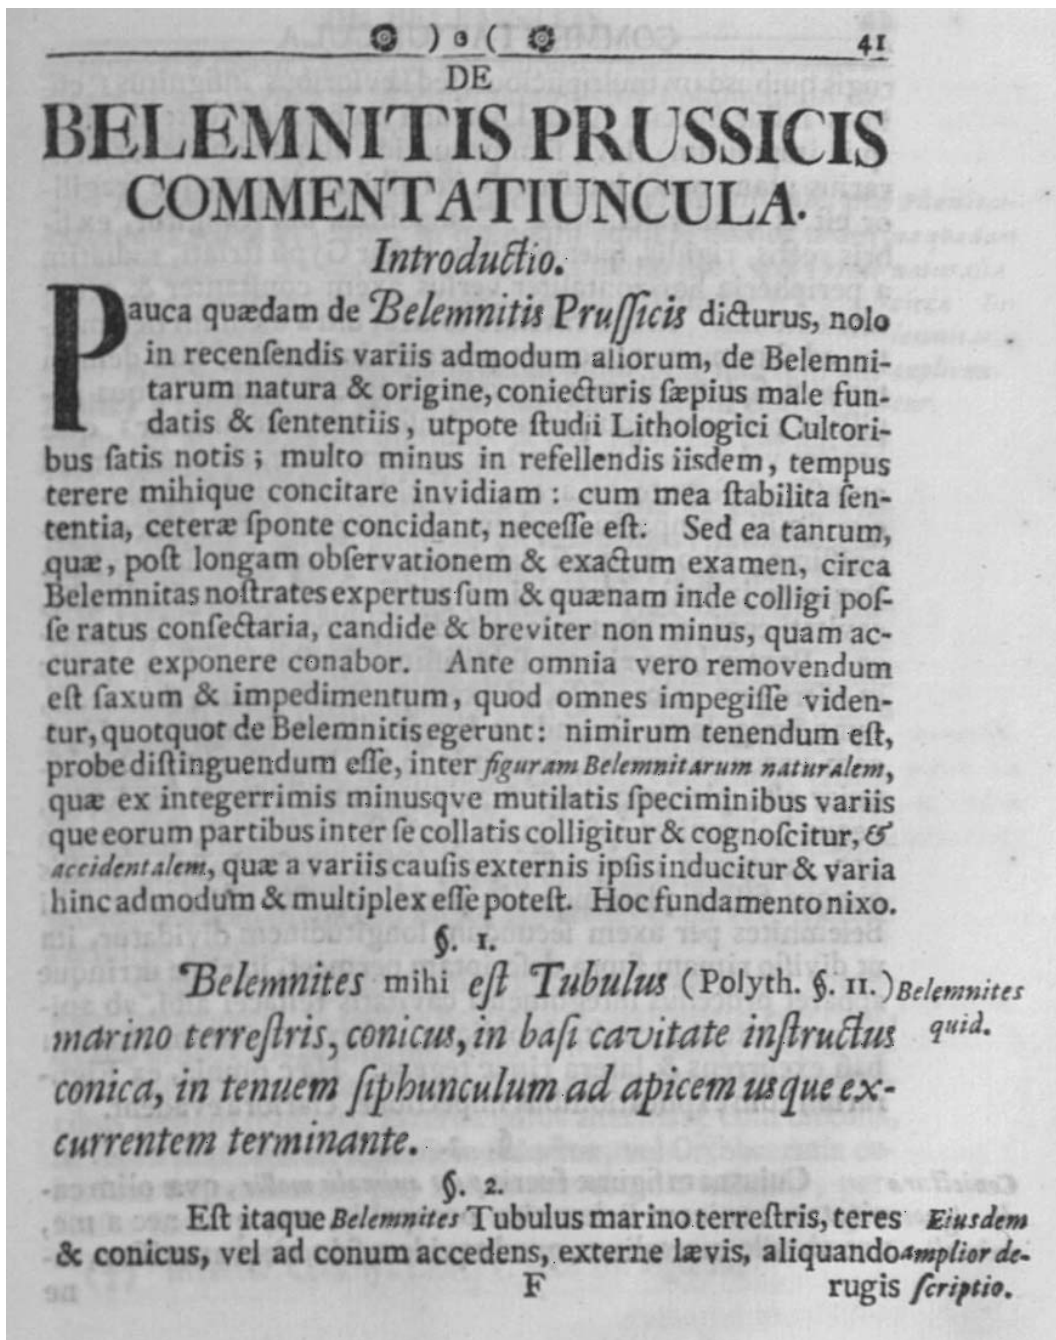 ) o ( 41
DE
BELEMNITIS PRUSSICIS
COMMENTATIUNCULA.
Introductio.
Pauca quædam de Belemnitis Pruſſicis dicturus, nolo
in recenſendis variis admodum aliorum, de Belemni-
tarum natura & origine, coniecturis ſæpius male fun-
datis & ſententiis, utpote ſtudii Lithologici Cultori-
bus ſatis notis; multo minus in refellendis iisdem, tempus
terere mihique concitare invidiam: cum mea ſtabilita ſen-
tentia, ceteræ ſponte concidant, neceſſe eſt. Sed ea tantum,
quæ, poſt longam obſervationem & exactum examen, circa
Belemnitas noſtrates expertus ſum & quænam inde colligi poſ-
ſe ratus conſectaria, candide & breviter non minus, quam ac-
curate exponere conabor. Ante omnia vero removendum
eſt ſaxum & impedimentum, quod omnes impegiſſe viden-
tur, quotquot de Belemnitis egerunt: nimirum tenendum eſt,
probe diſtinguendum eſſe, inter figuram Belemnitarum naturalem,
quæ ex integerrimis minusqve mutilatis ſpeciminibus variis
que eorum partibus inter ſe collatis colligitur & cognoſcitur, &
accidentalem, quæ a variis cauſis externis ipſis inducitur & varia
hinc admodum & multiplex eſſe poteſt. Hoc fundamento nixo.
§. 1.
Belemnites mihi eſt Tubulus (Polyth. §. 11.) Belemnites
marino terreſtris, conicus, in baſi cavitate inſtructus quid.
conica, in tenuem ſiphunculum ad apicem usque ex-
currentem terminante.
§. 2.
Eſt itaque Belemnites Tubulus marino terreſtris, teres Eiusdem
& conicus, vel ad conum accedens, externe lævis, aliquando amplior de-
F rugis ſcriptio.